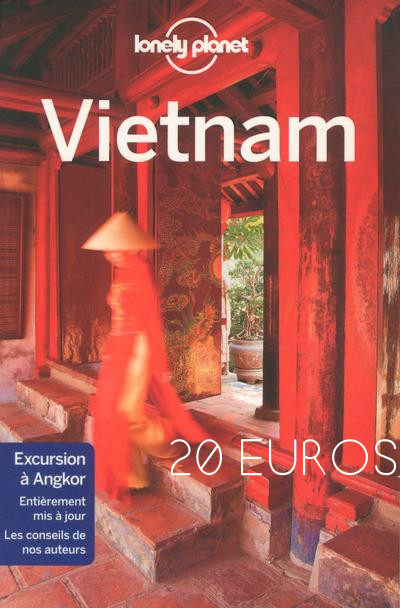 lonely planet
Vietnam
20 EUROS
Excursion
à Angkor
Entièrement
mis à jour
Les conseils de
nos auteurs